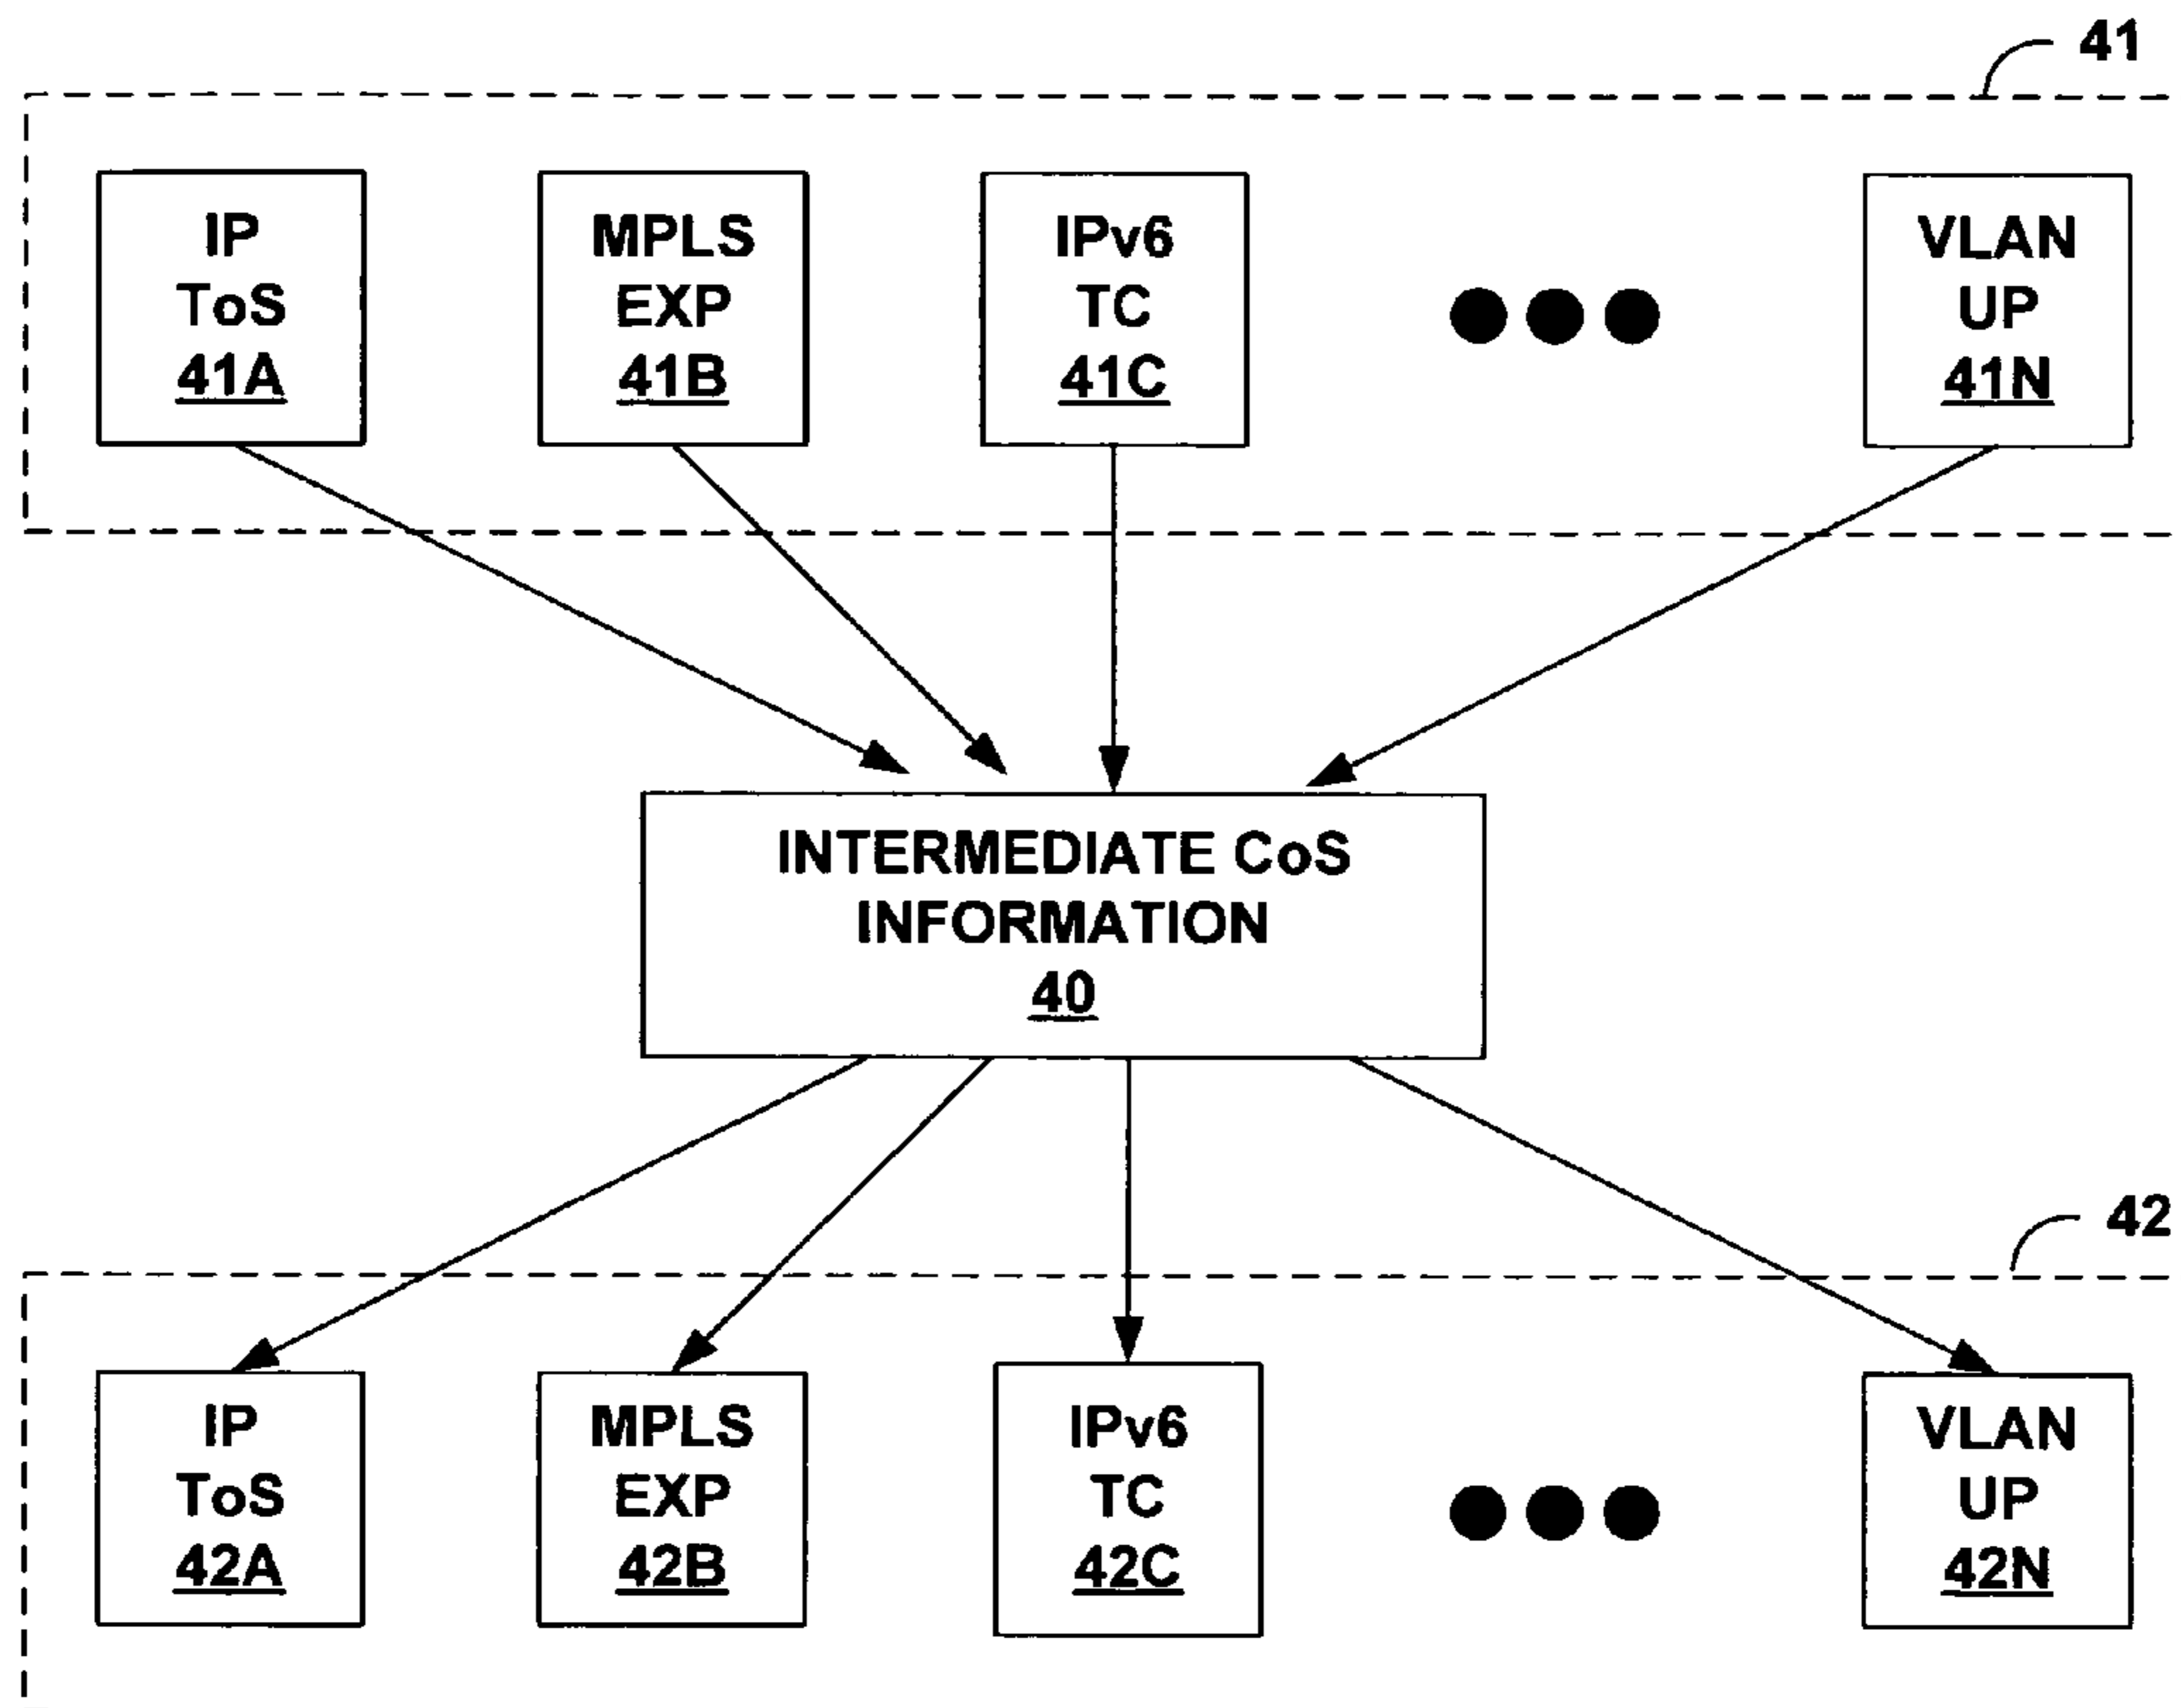 41
IP
ToS
41A
MPLS
EXP
41B
IPv6
TC
41C
VLAN
UP
41N
INTERMEDIATE CoS
INFORMATION
40
42
IP
ToS
42A
MPLS
EXP
42B
IPv6
TC
42C
VLAN
UP
42N